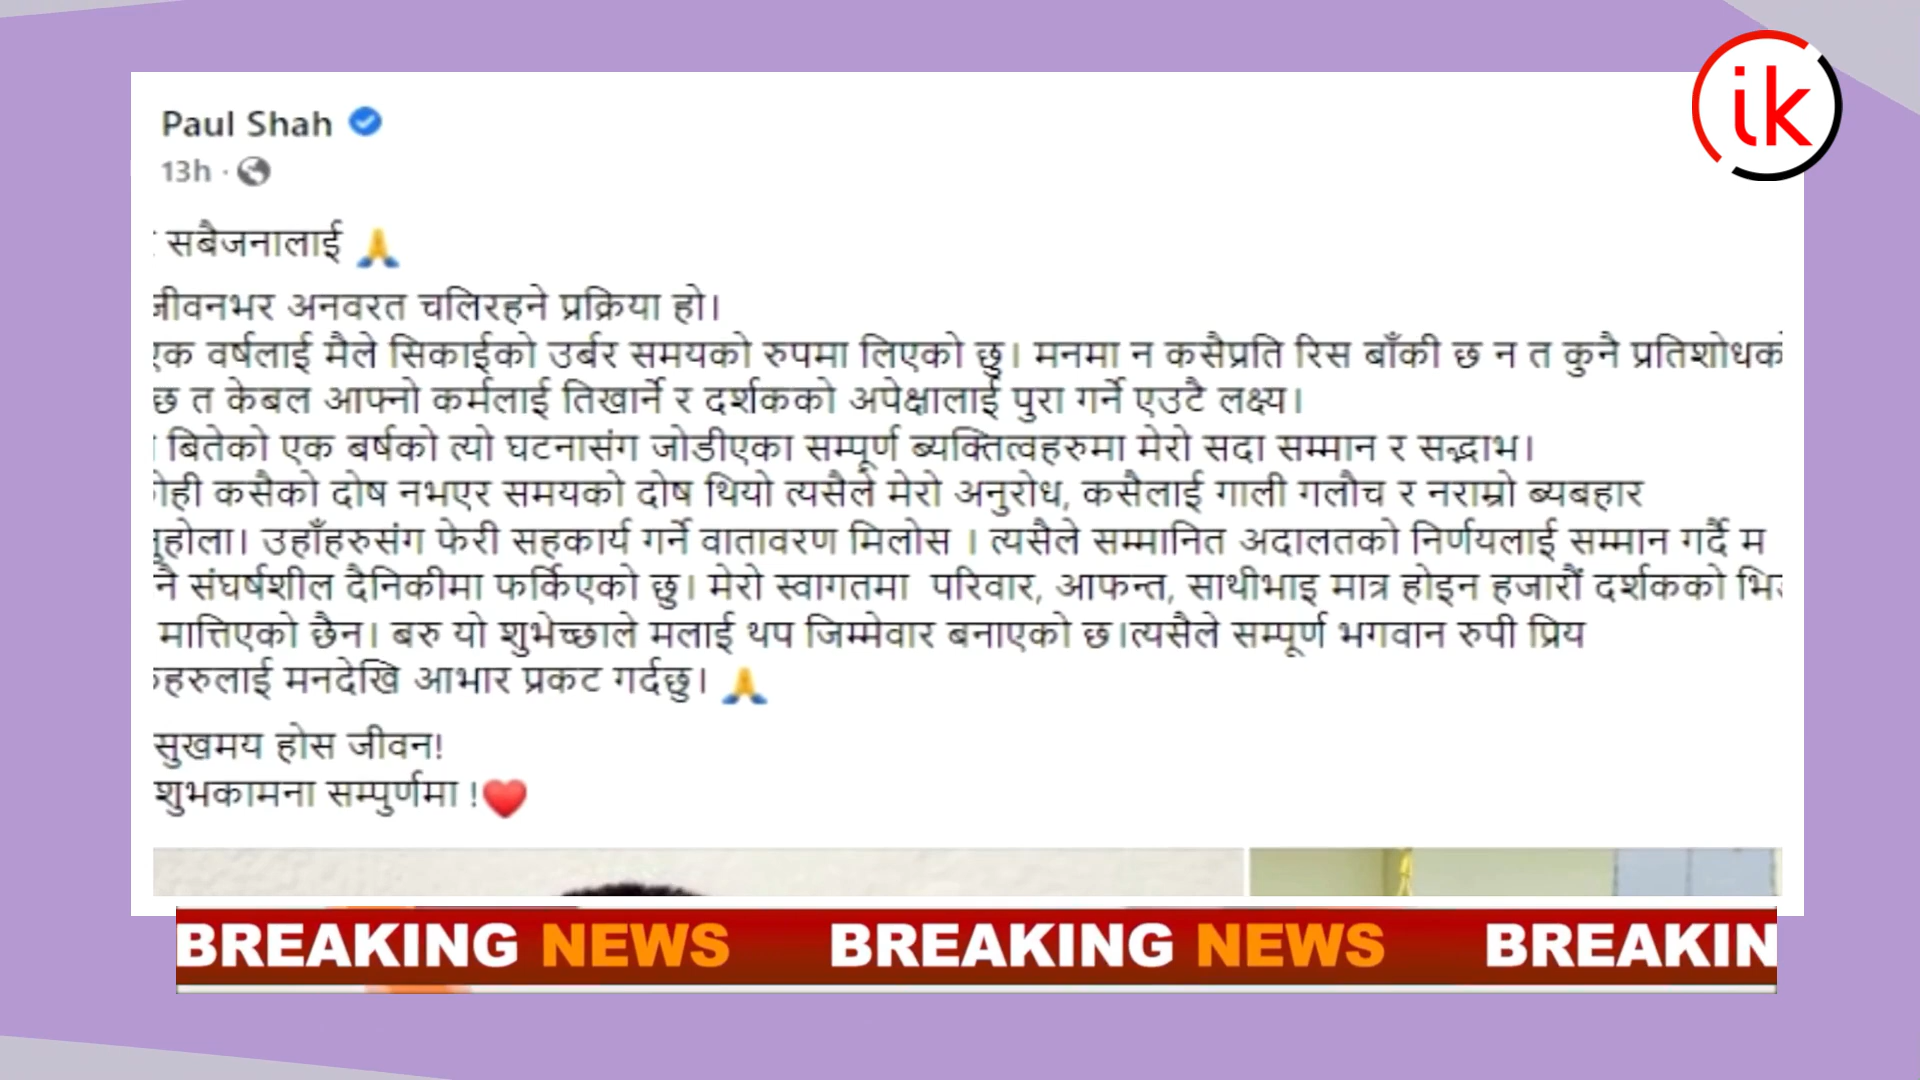 Paul Shah
13h ·
ik
सबैजनालाई 🙏
जीवनभर अनवरत चलिरहने प्रक्रिया हो।
एक वर्षलाई मैले सिकाईको उर्बर समयको रुपमा लिएको छु। मनमा न कसैप्रति रिस बाँकी छ न त कुनै
छ त केबल आफ्नो कर्मलाई तिखार्ने र दर्शकको अपेक्षालाई पुरा गर्ने एउटै लक्ष्य।
बितेको एक बर्षको त्यो घटनासंग जोडीएका सम्पूर्ण ब्यक्तित्वहरुमा मेरो सदा सम्मान र सद्भाभ।
कसैको दोष नभएर समयको दोष थियो त्यसैले मेरो अनुरोध, कसैलाई गाली गलौच र नराम्रो ब्यबहार
उहाँहरुसंग फेरी सहकार्य गर्ने वातावरण मिलोस । त्यसैले सम्मानित अदालतको निर्णयलाई सम्मान गर्दै म
संघर्षशील दैनिकीमा फर्किएको छु। मेरो स्वागतमा परिवार, आफन्त, साथीभाइ मात्र होइन हजारौं दर्शकको
मात्तिएको छैन। बरु यो शुभेच्छाले मलाई थप जिम्मेवार बनाएको छ।त्यसैले सम्पूर्ण भगवान रुपी प्रिय
मनदेखि आभार प्रकट गर्दछु। 🙏
सुखमय होस जीवन!
शुभकामना सम्पुर्णमा !❤️
BREAKING NEWS BREAKING NEWS BREAKIN